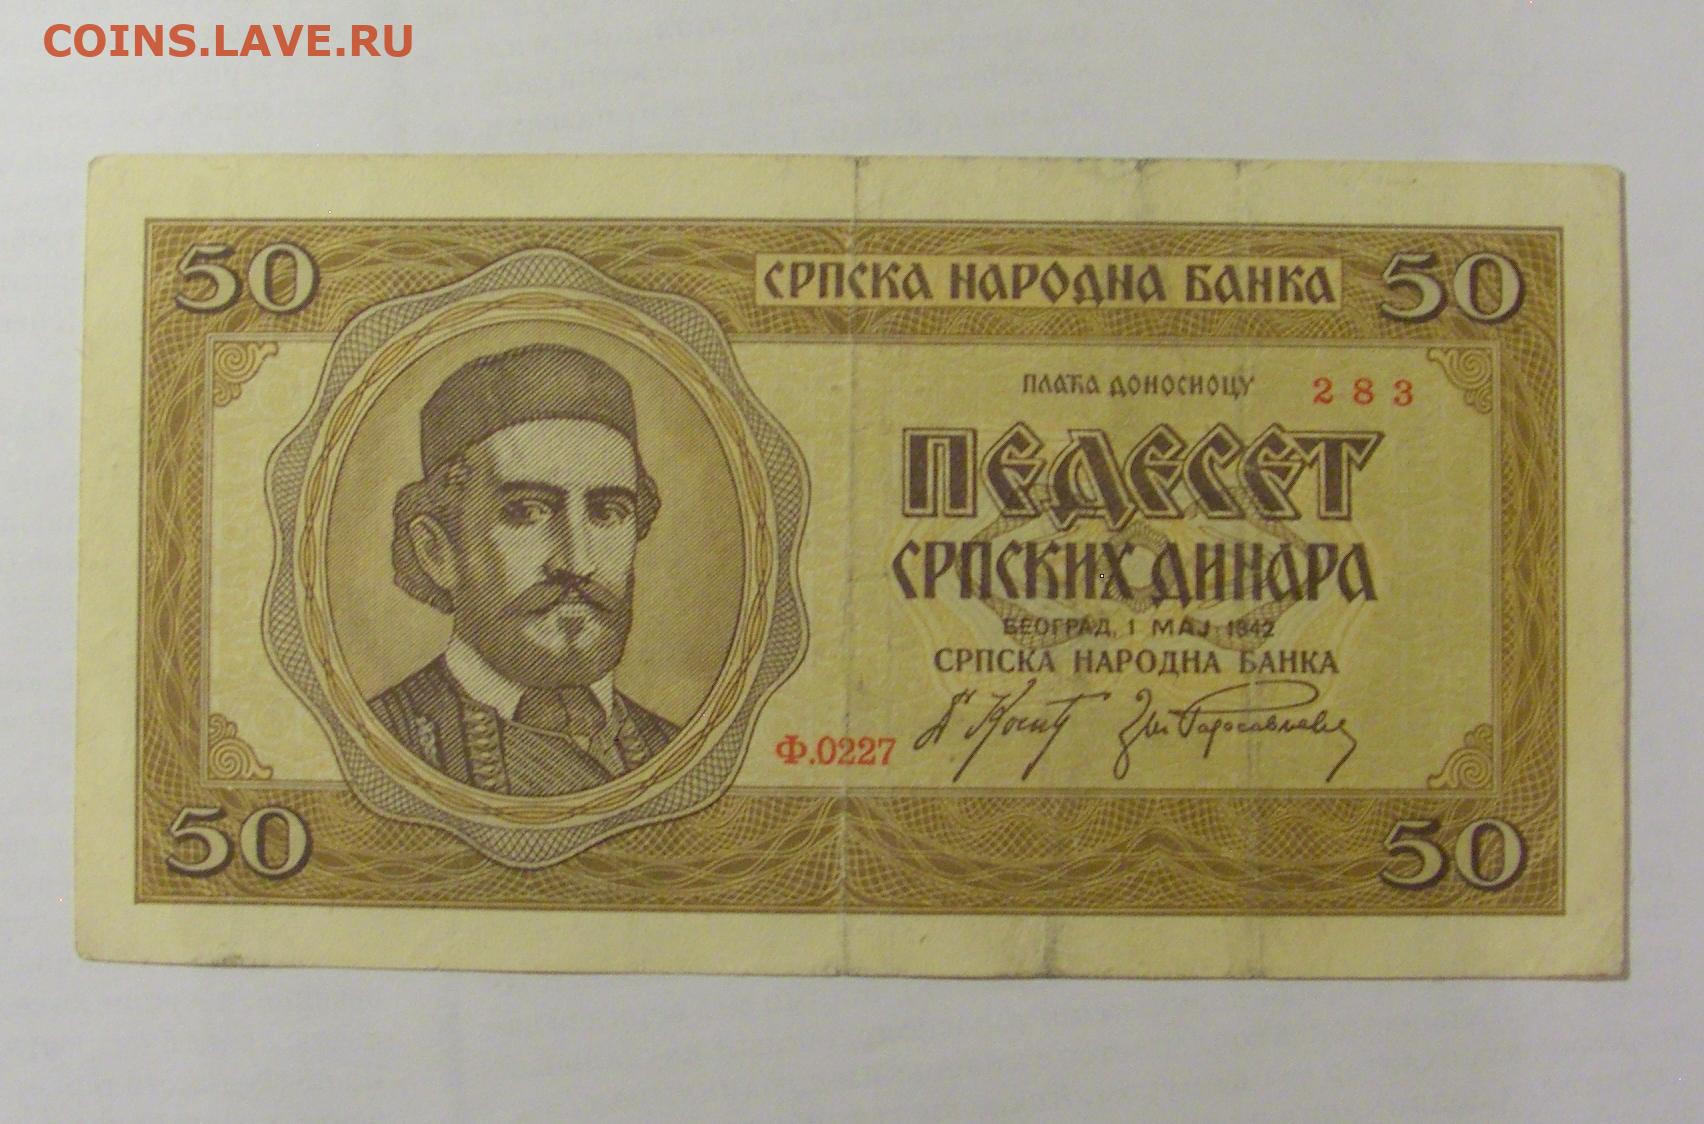 COINS.LAVE.RU
50
СРПСКА НАРОДНА БАНКА
50
ПЛАЋА ДОНОСИОЦУ
283
ПЕДЕСЕТ
СРПСКИХ ДИНАРА
БЕОГРАД, 1 МАЈ 1942
СРПСКА НАРОДНА БАНКА
Ф.0227
50
50